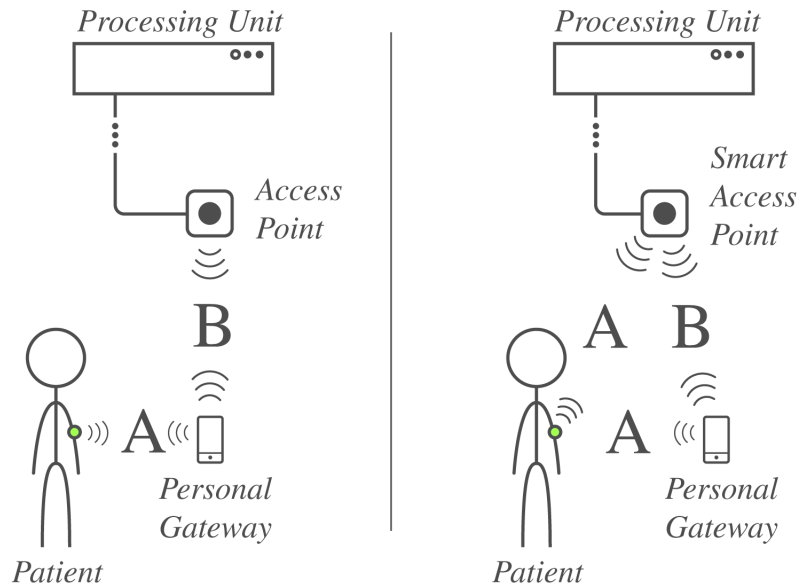 Processing Unit
Access
Point
B
A
Personal
Gateway
Patient
Processing Unit
Smart
Access
Point
A
B
A
Personal
Gateway
Patient